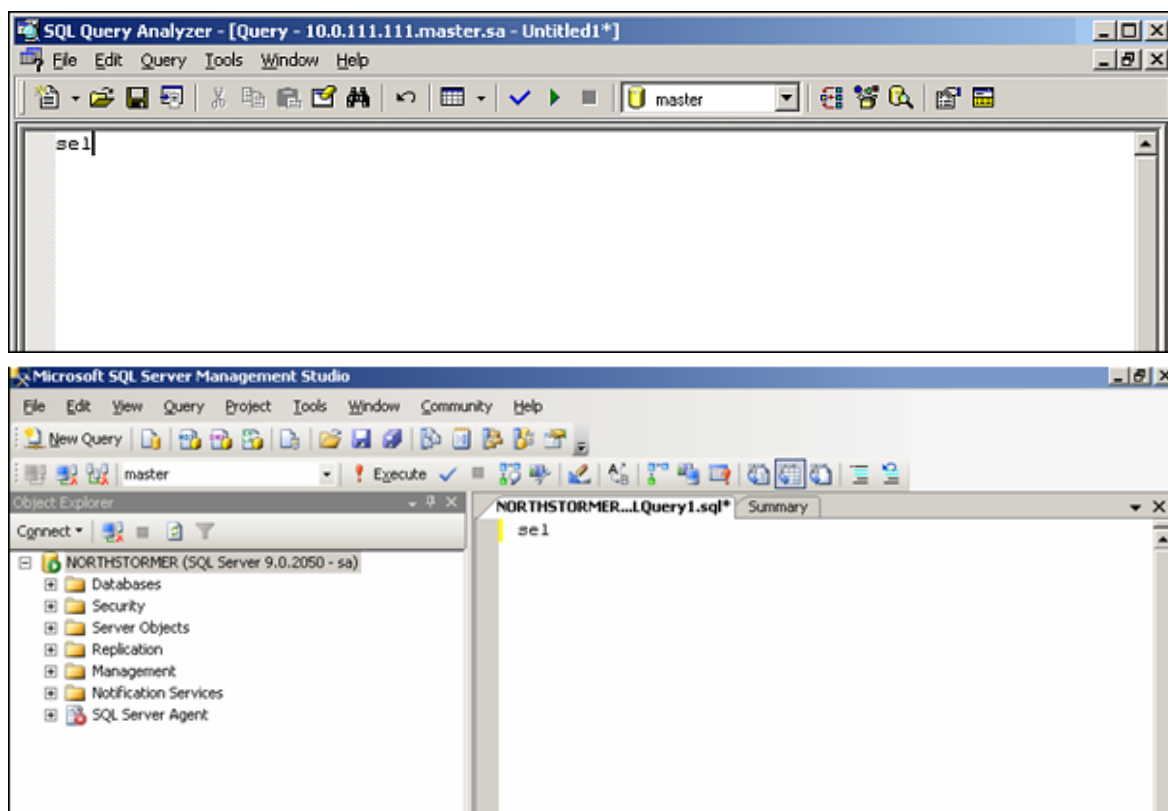 SQL Query Analyzer - [Query - 10.0.111.111.master.sa - Untitled1*]
File Edit Query Tools Window Help
master
sel
Microsoft SQL Server Management Studio
File Edit View Query Project Tools Window Community Help
New Query
master Execute
Object Explorer
NORTHSTORMER...LQuery1.sql* Summary
Connect
sel
NORTHSTORMER (SQL Server 9.0.2050 - sa)
Databases
Security
Server Objects
Replication
Management
Notification Services
SQL Server Agent